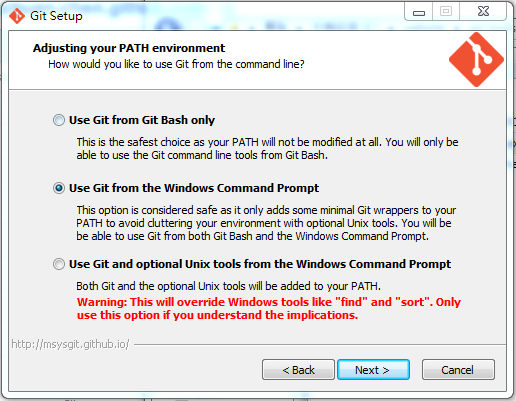 Git Setup
Adjusting your PATH environment
How would you like to use Git from the command line?
Use Git from Git Bash only
This is the safest choice as your PATH will not be modified at all. You will only be
able to use the Git command line tools from Git Bash.
Use Git from the Windows Command Prompt
This option is considered safe as it only adds some minimal Git wrappers to your
PATH to avoid cluttering your environment with optional Unix tools. You will be
be able to use Git from both Git Bash and the Windows Command Prompt.
Use Git and optional Unix tools from the Windows Command Prompt
Both Git and the optional Unix tools will be added to your PATH.
Warning: This will override Windows tools like "find" and "sort". Only
use this option if you understand the implications.
http://msysgit.github.io/
< Back
Next >
Cancel